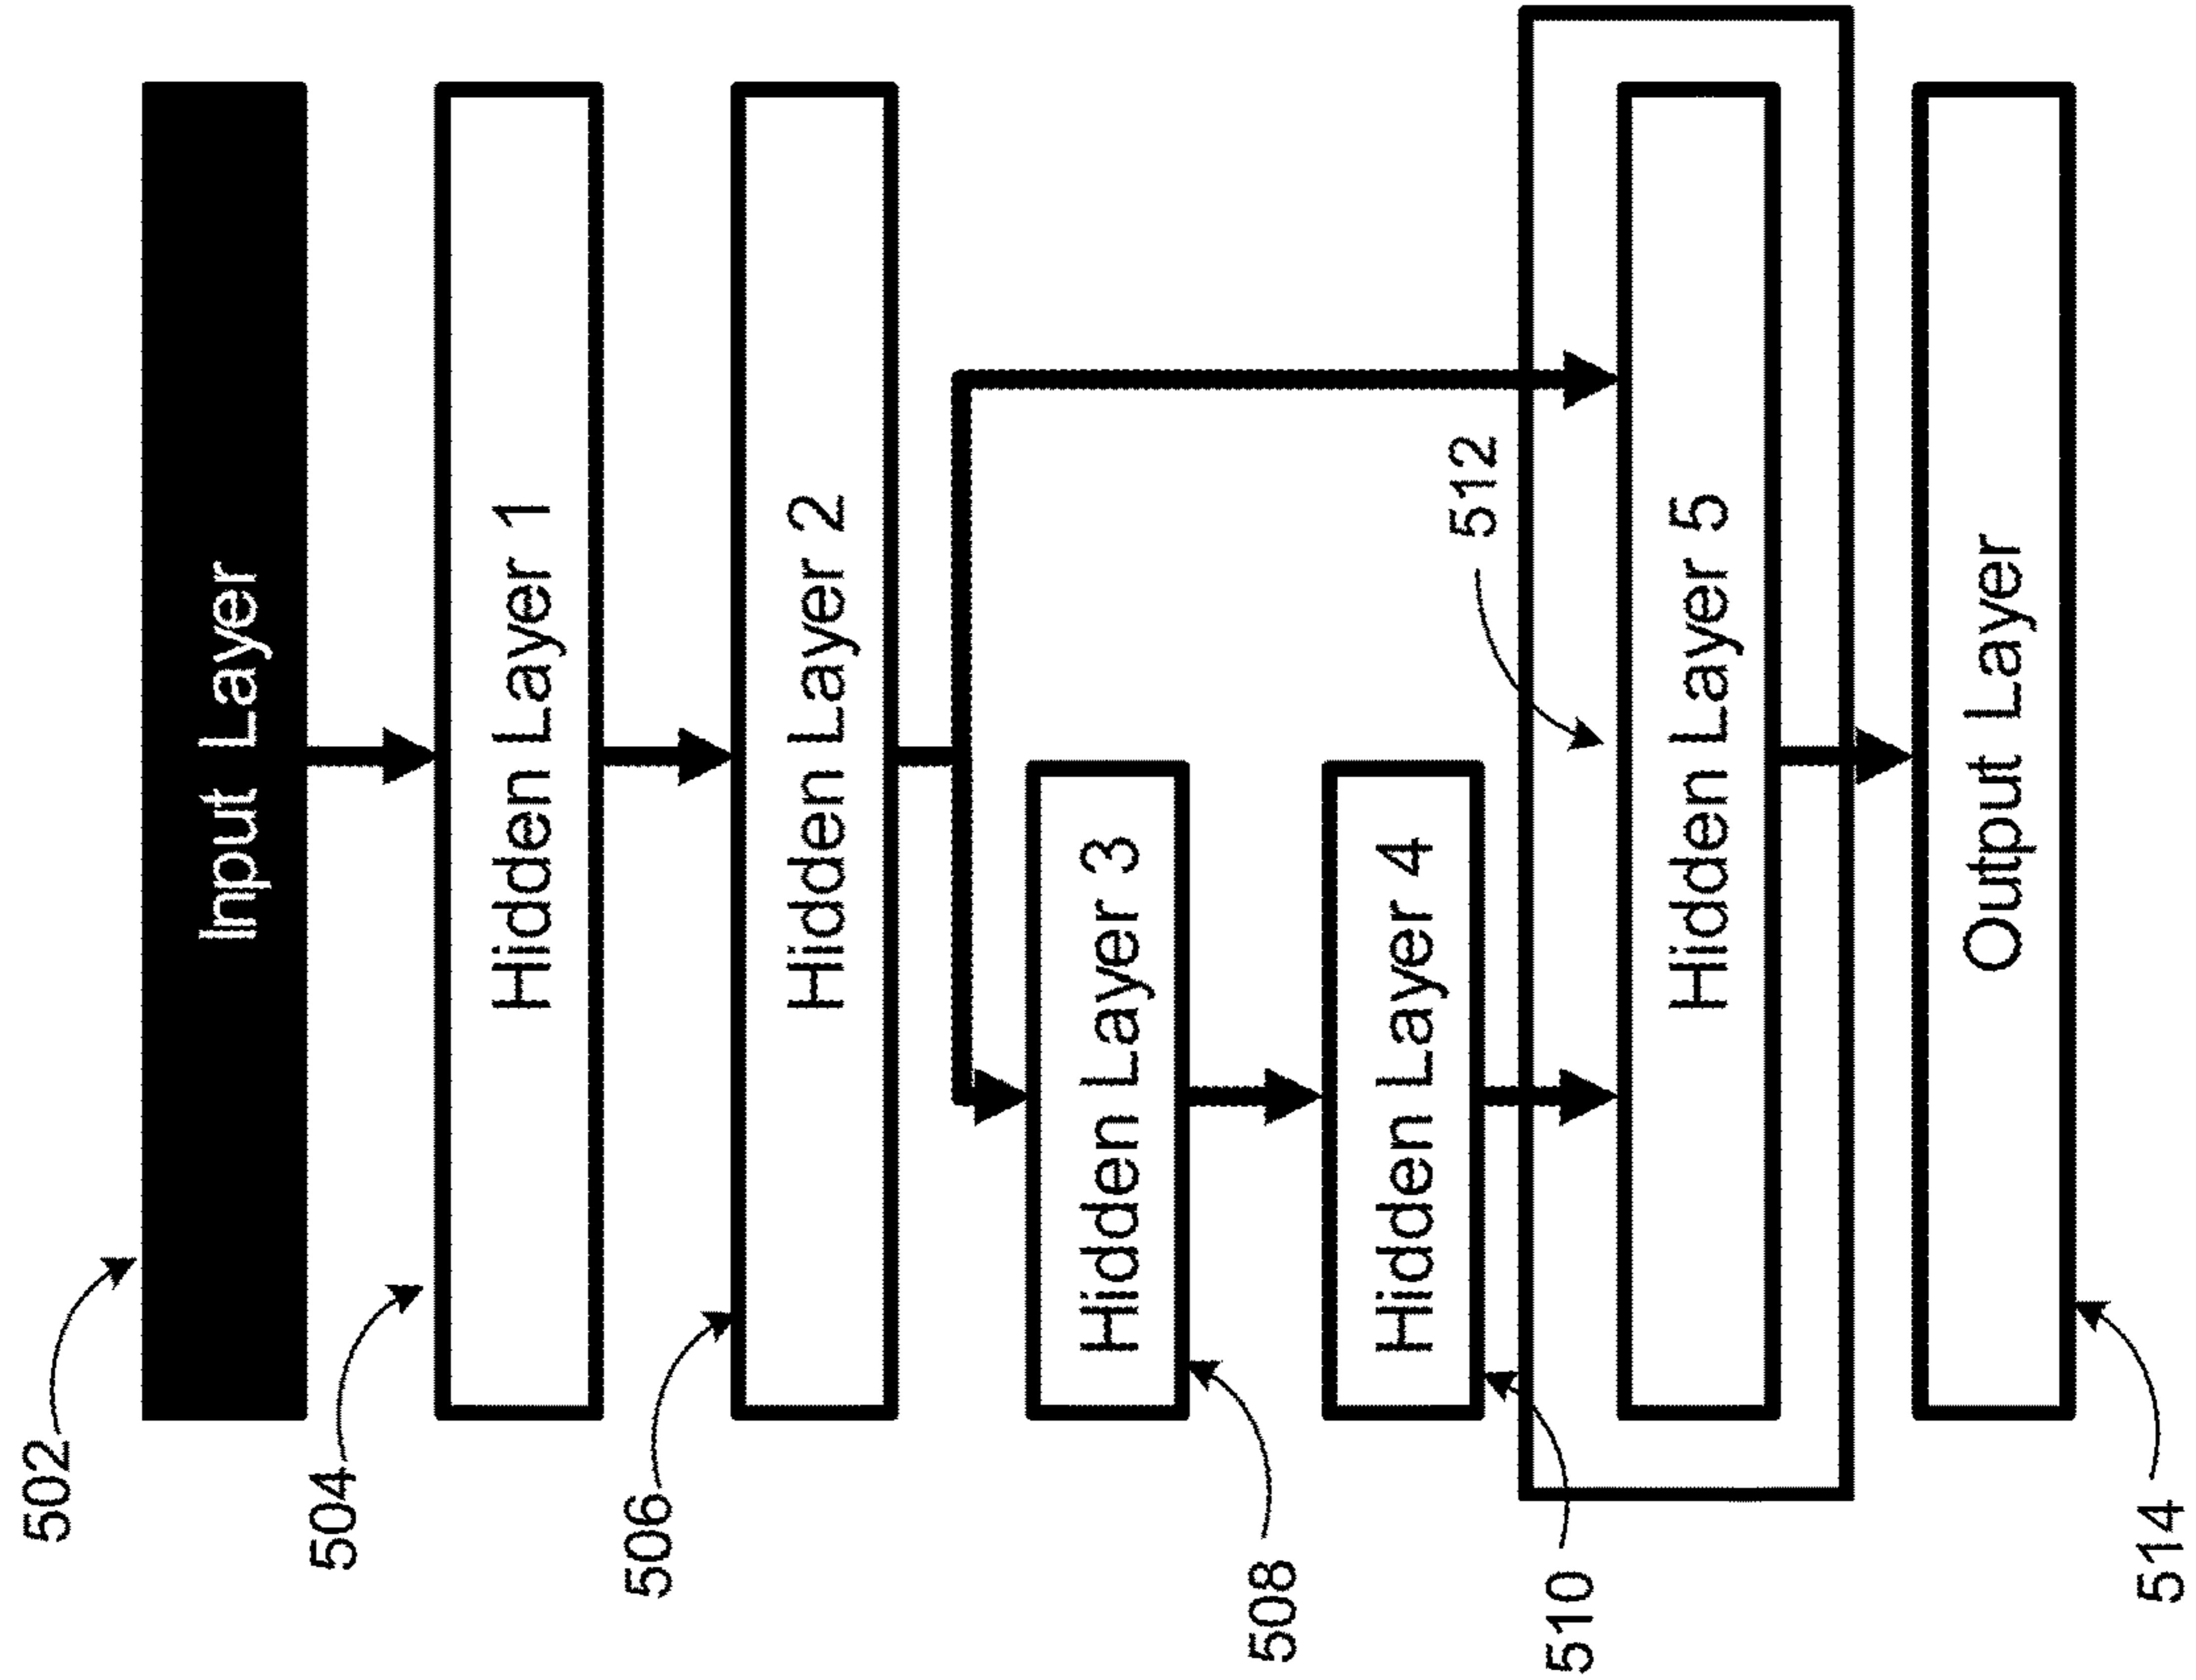 502
Input Layer
504
Hidden Layer 1
506
Hidden Layer 2
508
Hidden Layer 3
510
Hidden Layer 4
512
Hidden Layer 5
514
Output Layer